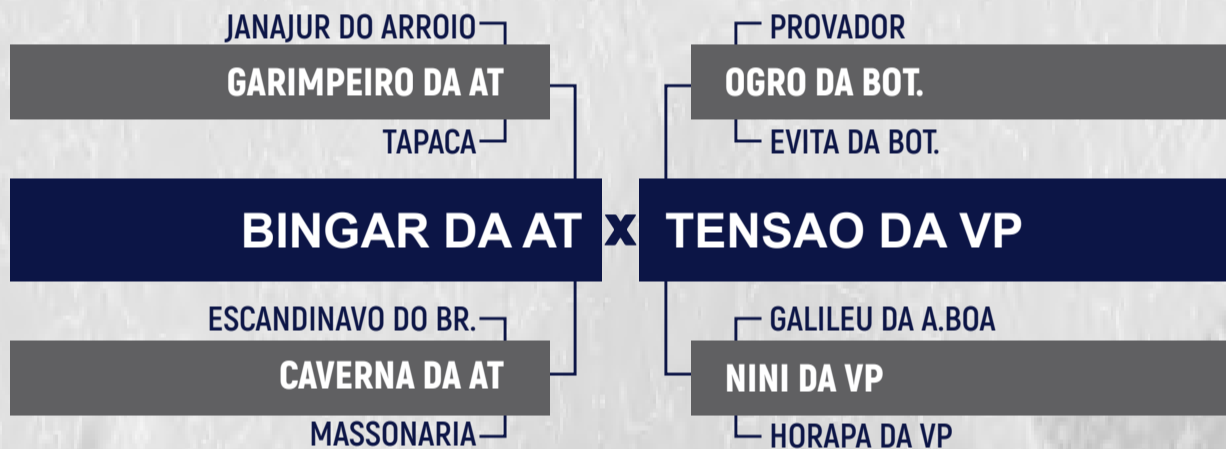 JANAJUR DO ARROIO
GARIMPEIRO DA AT
TAPACA
BINGAR DA AT
ESCANDINAVO DO BR.
CAVERNA DA AT
MASSONARIA
X
PROVADOR
OGRO DA BOT.
EVITA DA BOT.
TENSAO DA VP
GALILEU DA A.BOA
NINI DA VP
HORAPA DA VP